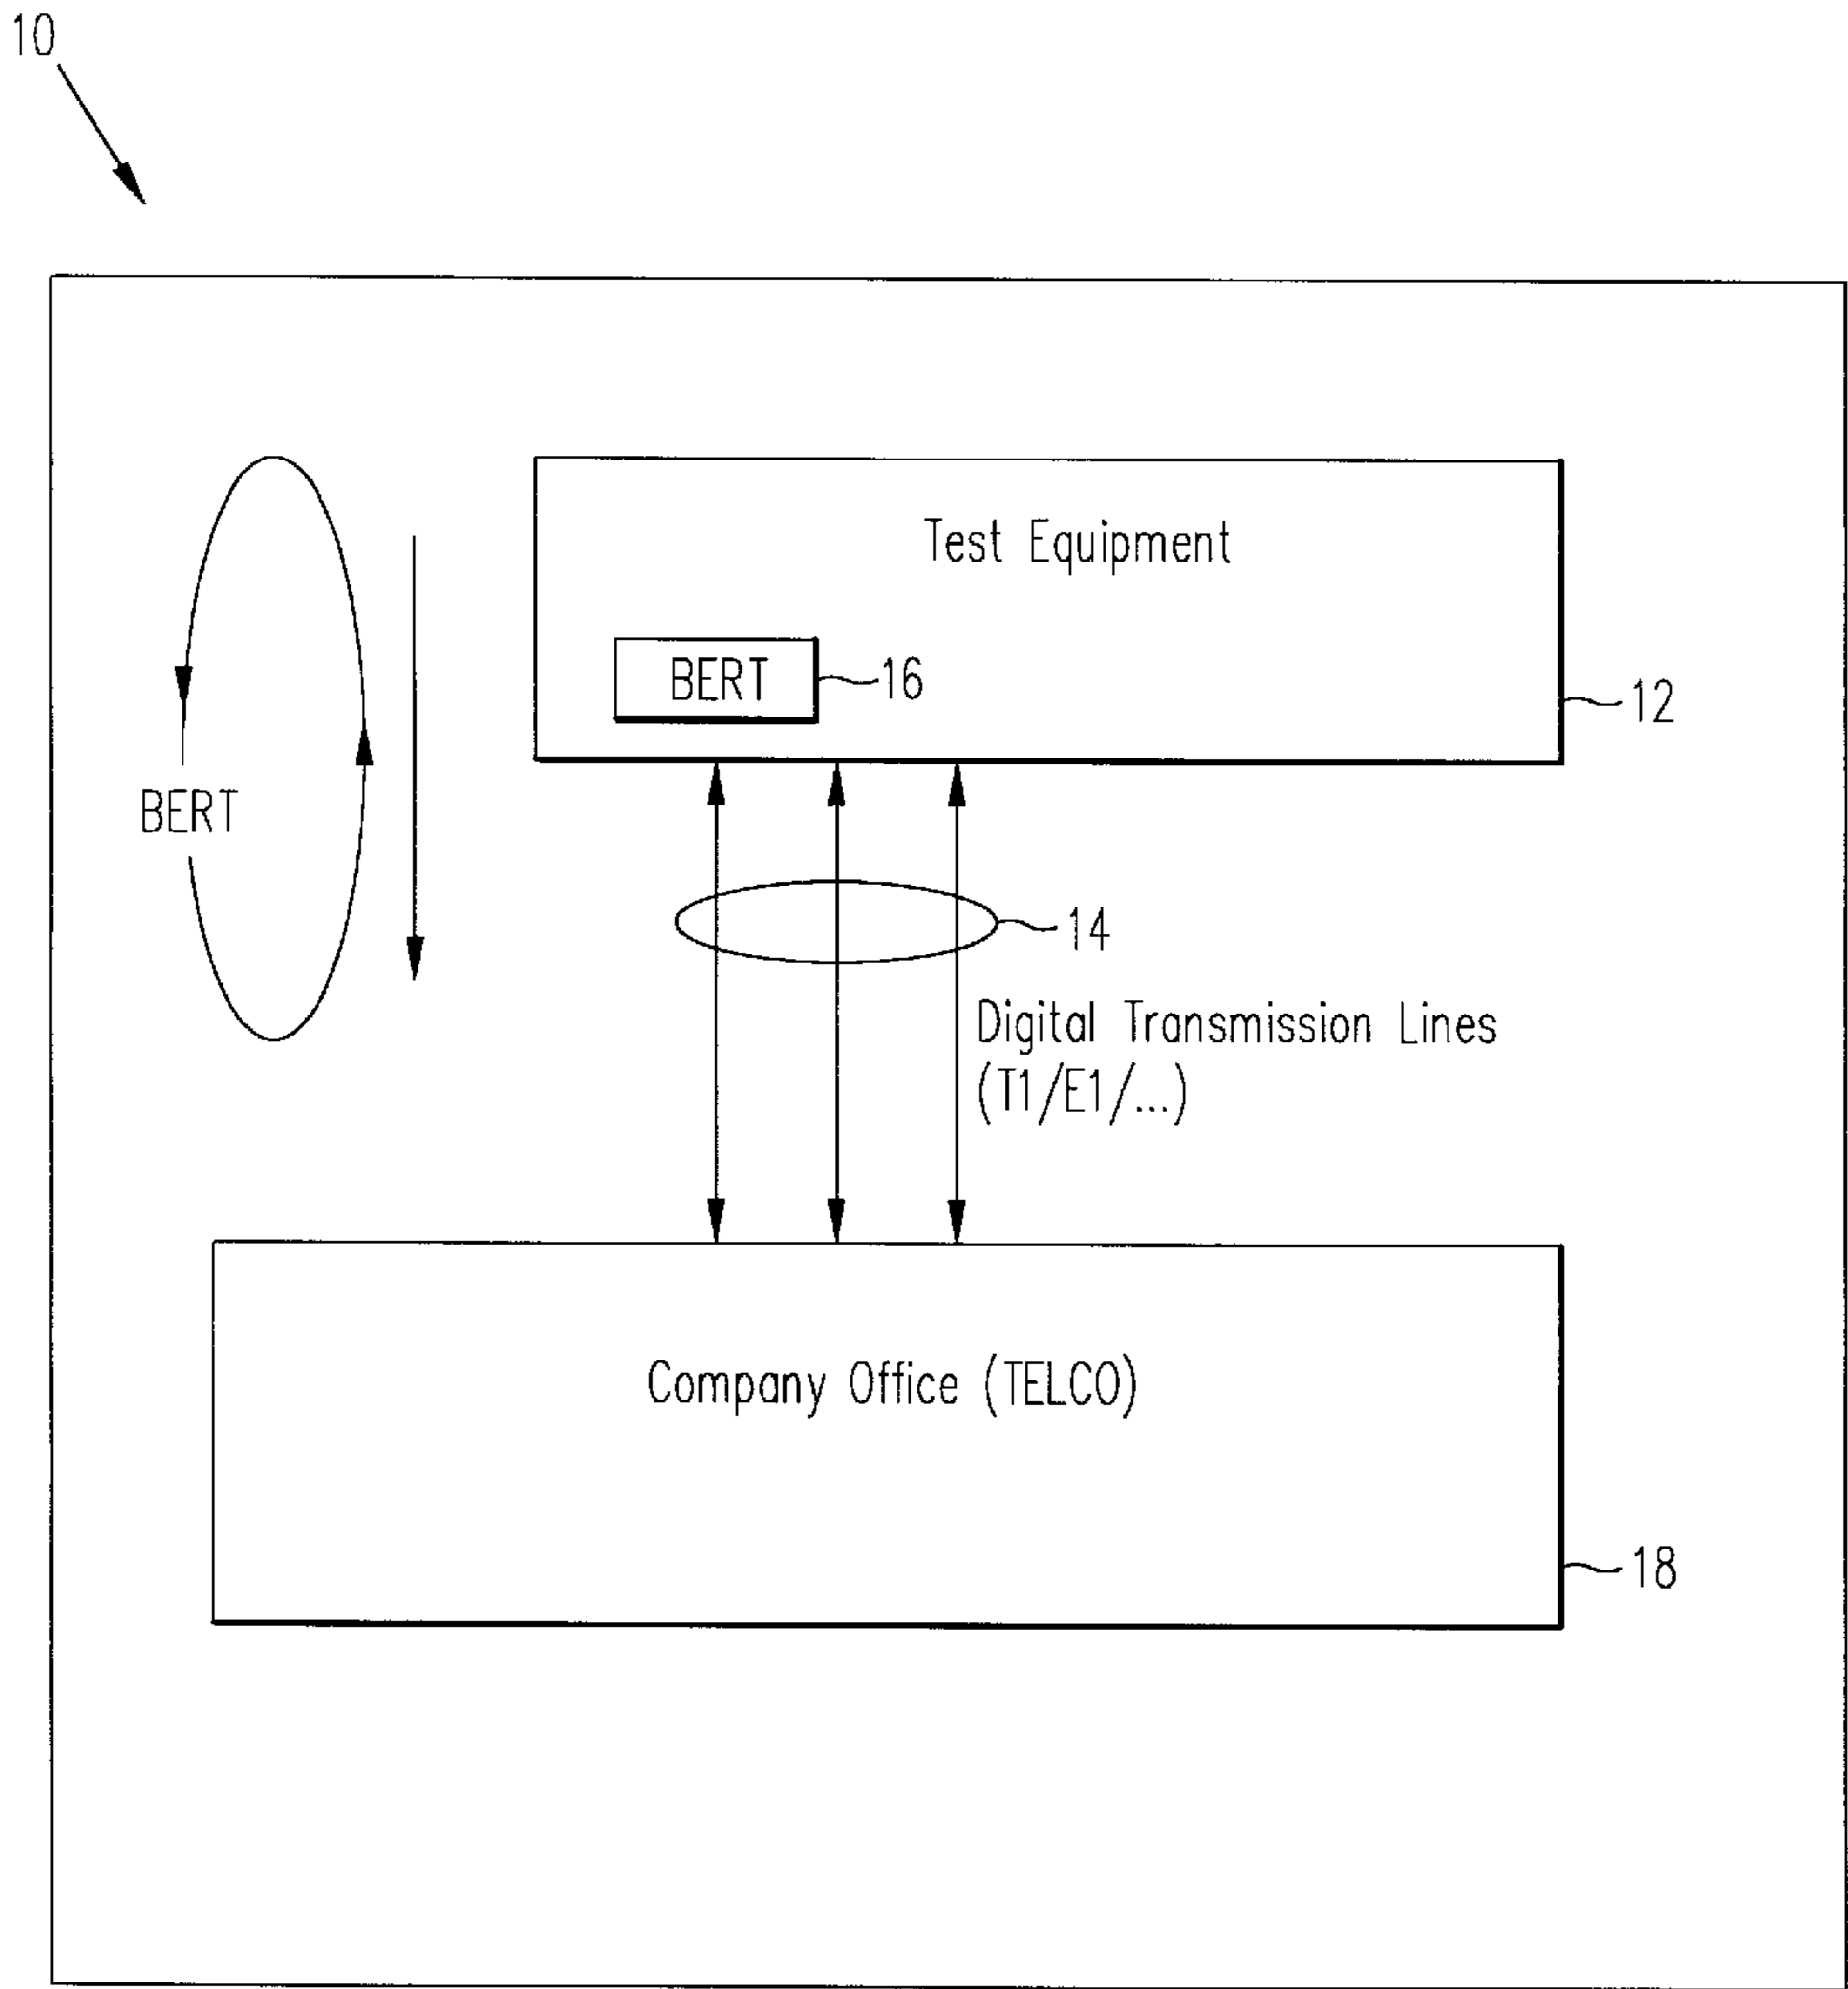 10
Test Equipment
BERT
16
12
BERT
14
Digital Transmission Lines
(T1/E1/...)
Company Office (TELCO)
18